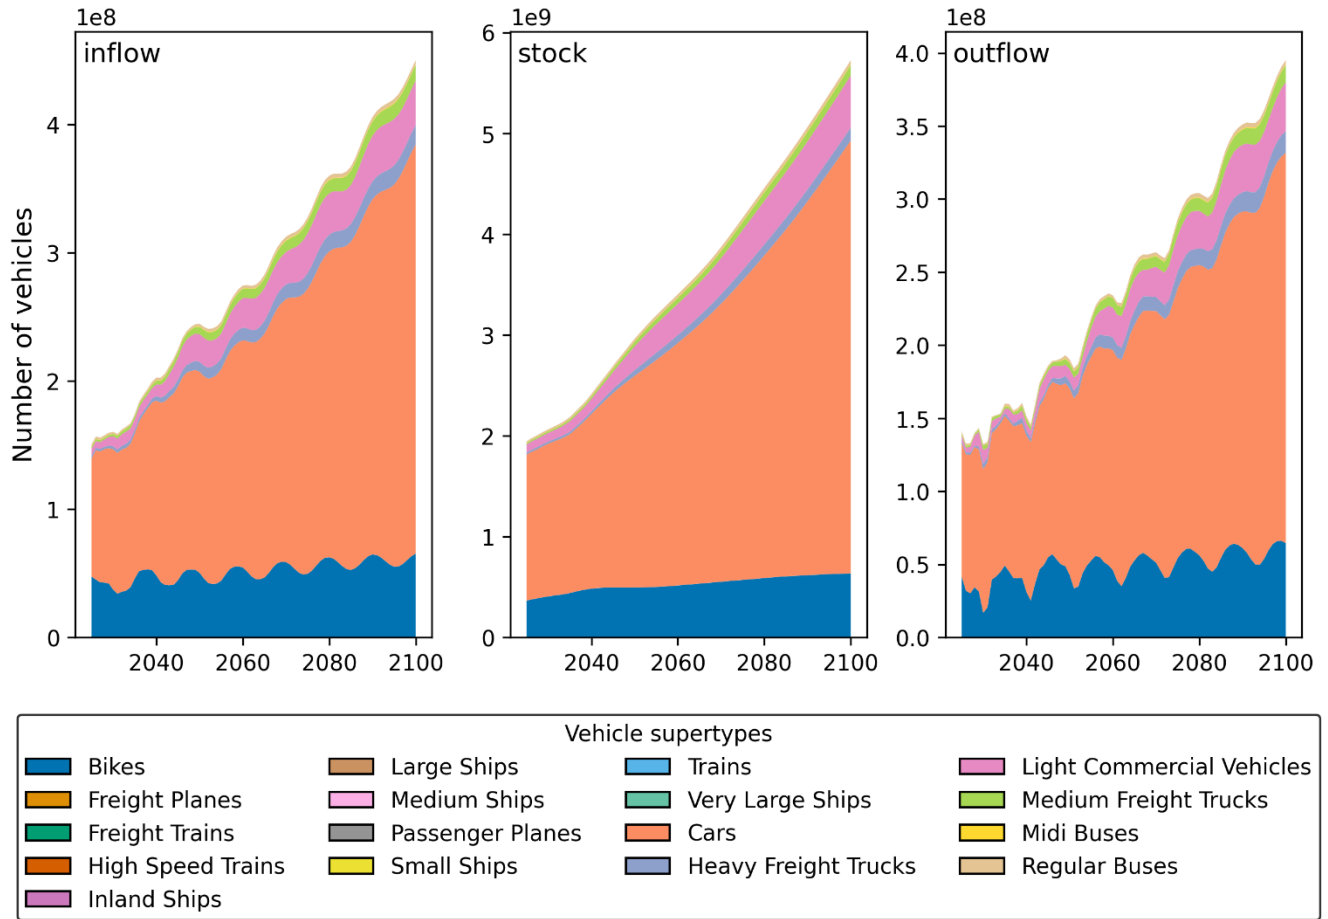 1e8
inflow
Number of vehicles
4
3
2
1
0
2040 2060 2080 2100
1e9
stock
6
5
4
3
2
1
0
2040 2060 2080 2100
1e8
outflow
4.0
3.5
3.0
2.5
2.0
1.5
1.0
0.5
0.0
2040 2060 2080 2100
Vehicle supertypes
Bikes
Freight Planes
Freight Trains
High Speed Trains
Inland Ships
Large Ships
Medium Ships
Passenger Planes
Small Ships
Trains
Very Large Ships
Cars
Heavy Freight Trucks
Light Commercial Vehicles
Medium Freight Trucks
Midi Buses
Regular Buses